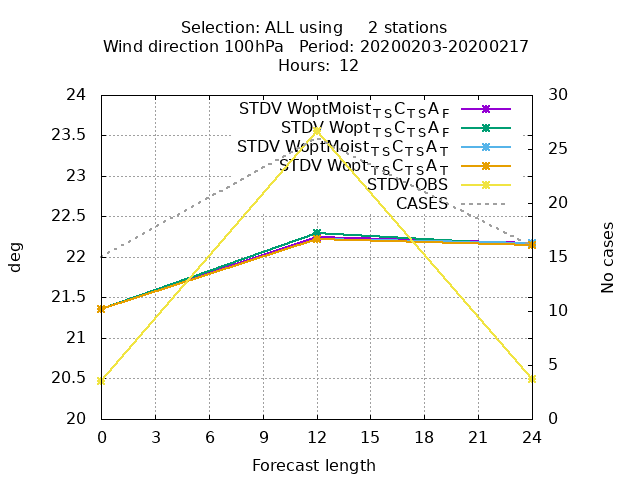 Selection: ALL using     2 stations
Wind direction 100hPa   Period: 20200203-20200217
Hours:  12
24
23.5
23
22.5
22
21.5
21
20.5
20
30
25
20
15
10
5
0
STDV WoptMoist_TSC_TSA_F
STDV Wopt_TSC_TSA_F
STDV WoptMoist_TSC_TSA_T
STDV Wopt_TSC_TSA_T
STDV OBS
CASES
deg
No cases
0 3 6 9 12 15 18 21 24
Forecast length